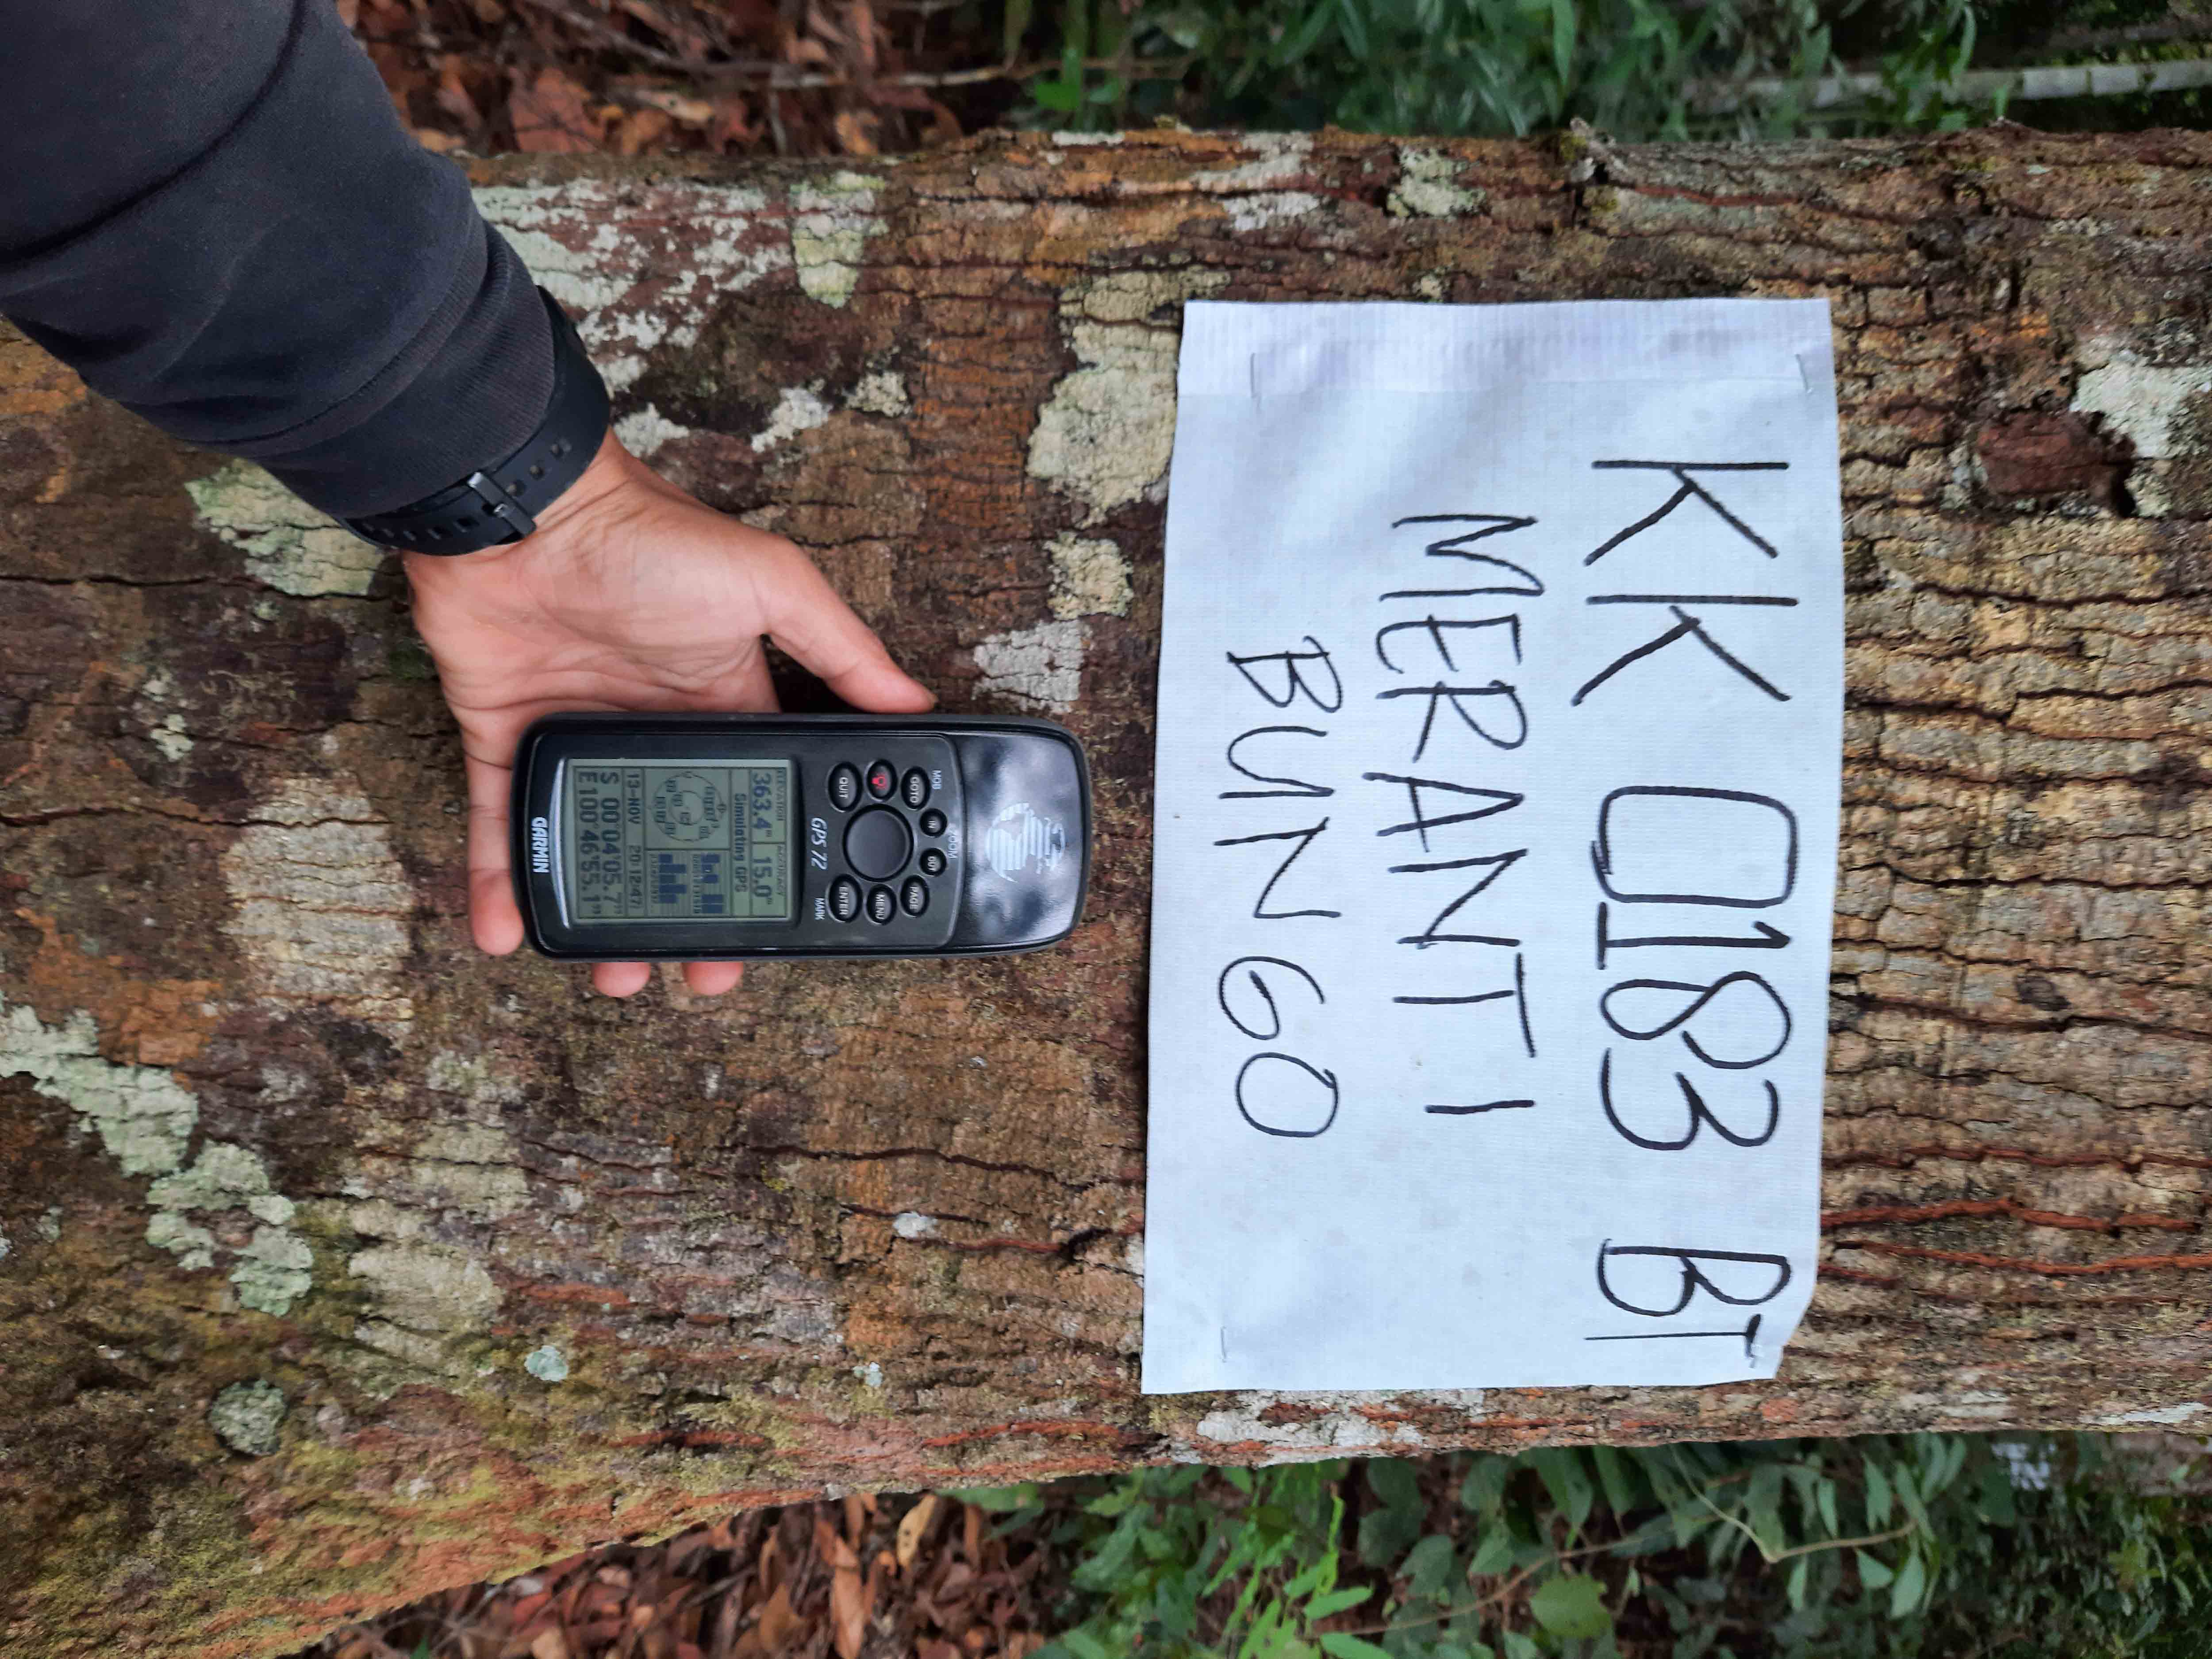 KK 0183 BT
MERANTI
BUNGO
MOB
GOTO
ZOOM
IN
OUT
PAGE
QUIT
MENU
ENTER
MARK
GPS 72
ELEVATION
ACCURACY
363.4m
15.0m
Simulating GPS
13-NOV
20:12:47
S 00°04'05.7"
E 100°46'55.1"
GARMIN